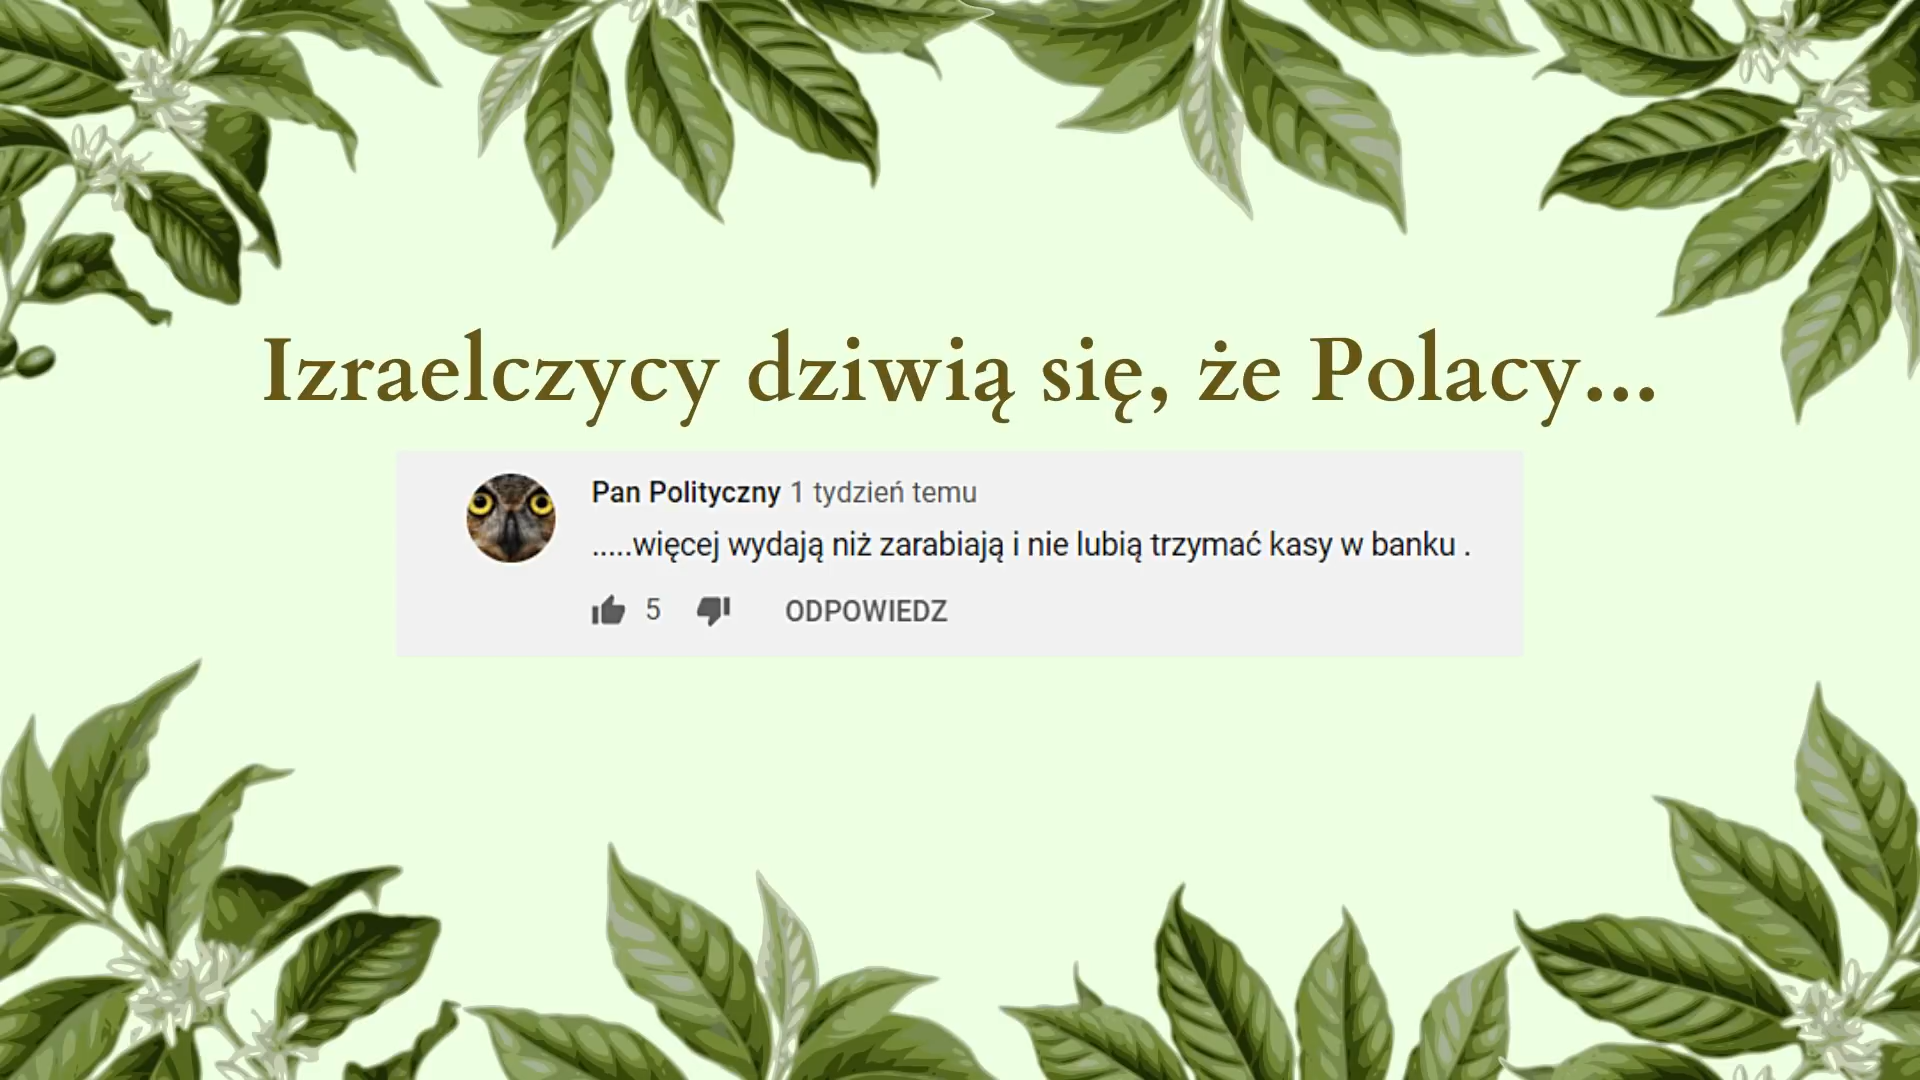 Izraelczycy dziwią się, że Polacy...
Pan Polityczny 1 tydzień temu
.....więcej wydają niż zarabiają i nie lubią trzymać kasy w banku .
5 ODPOWIEDZ